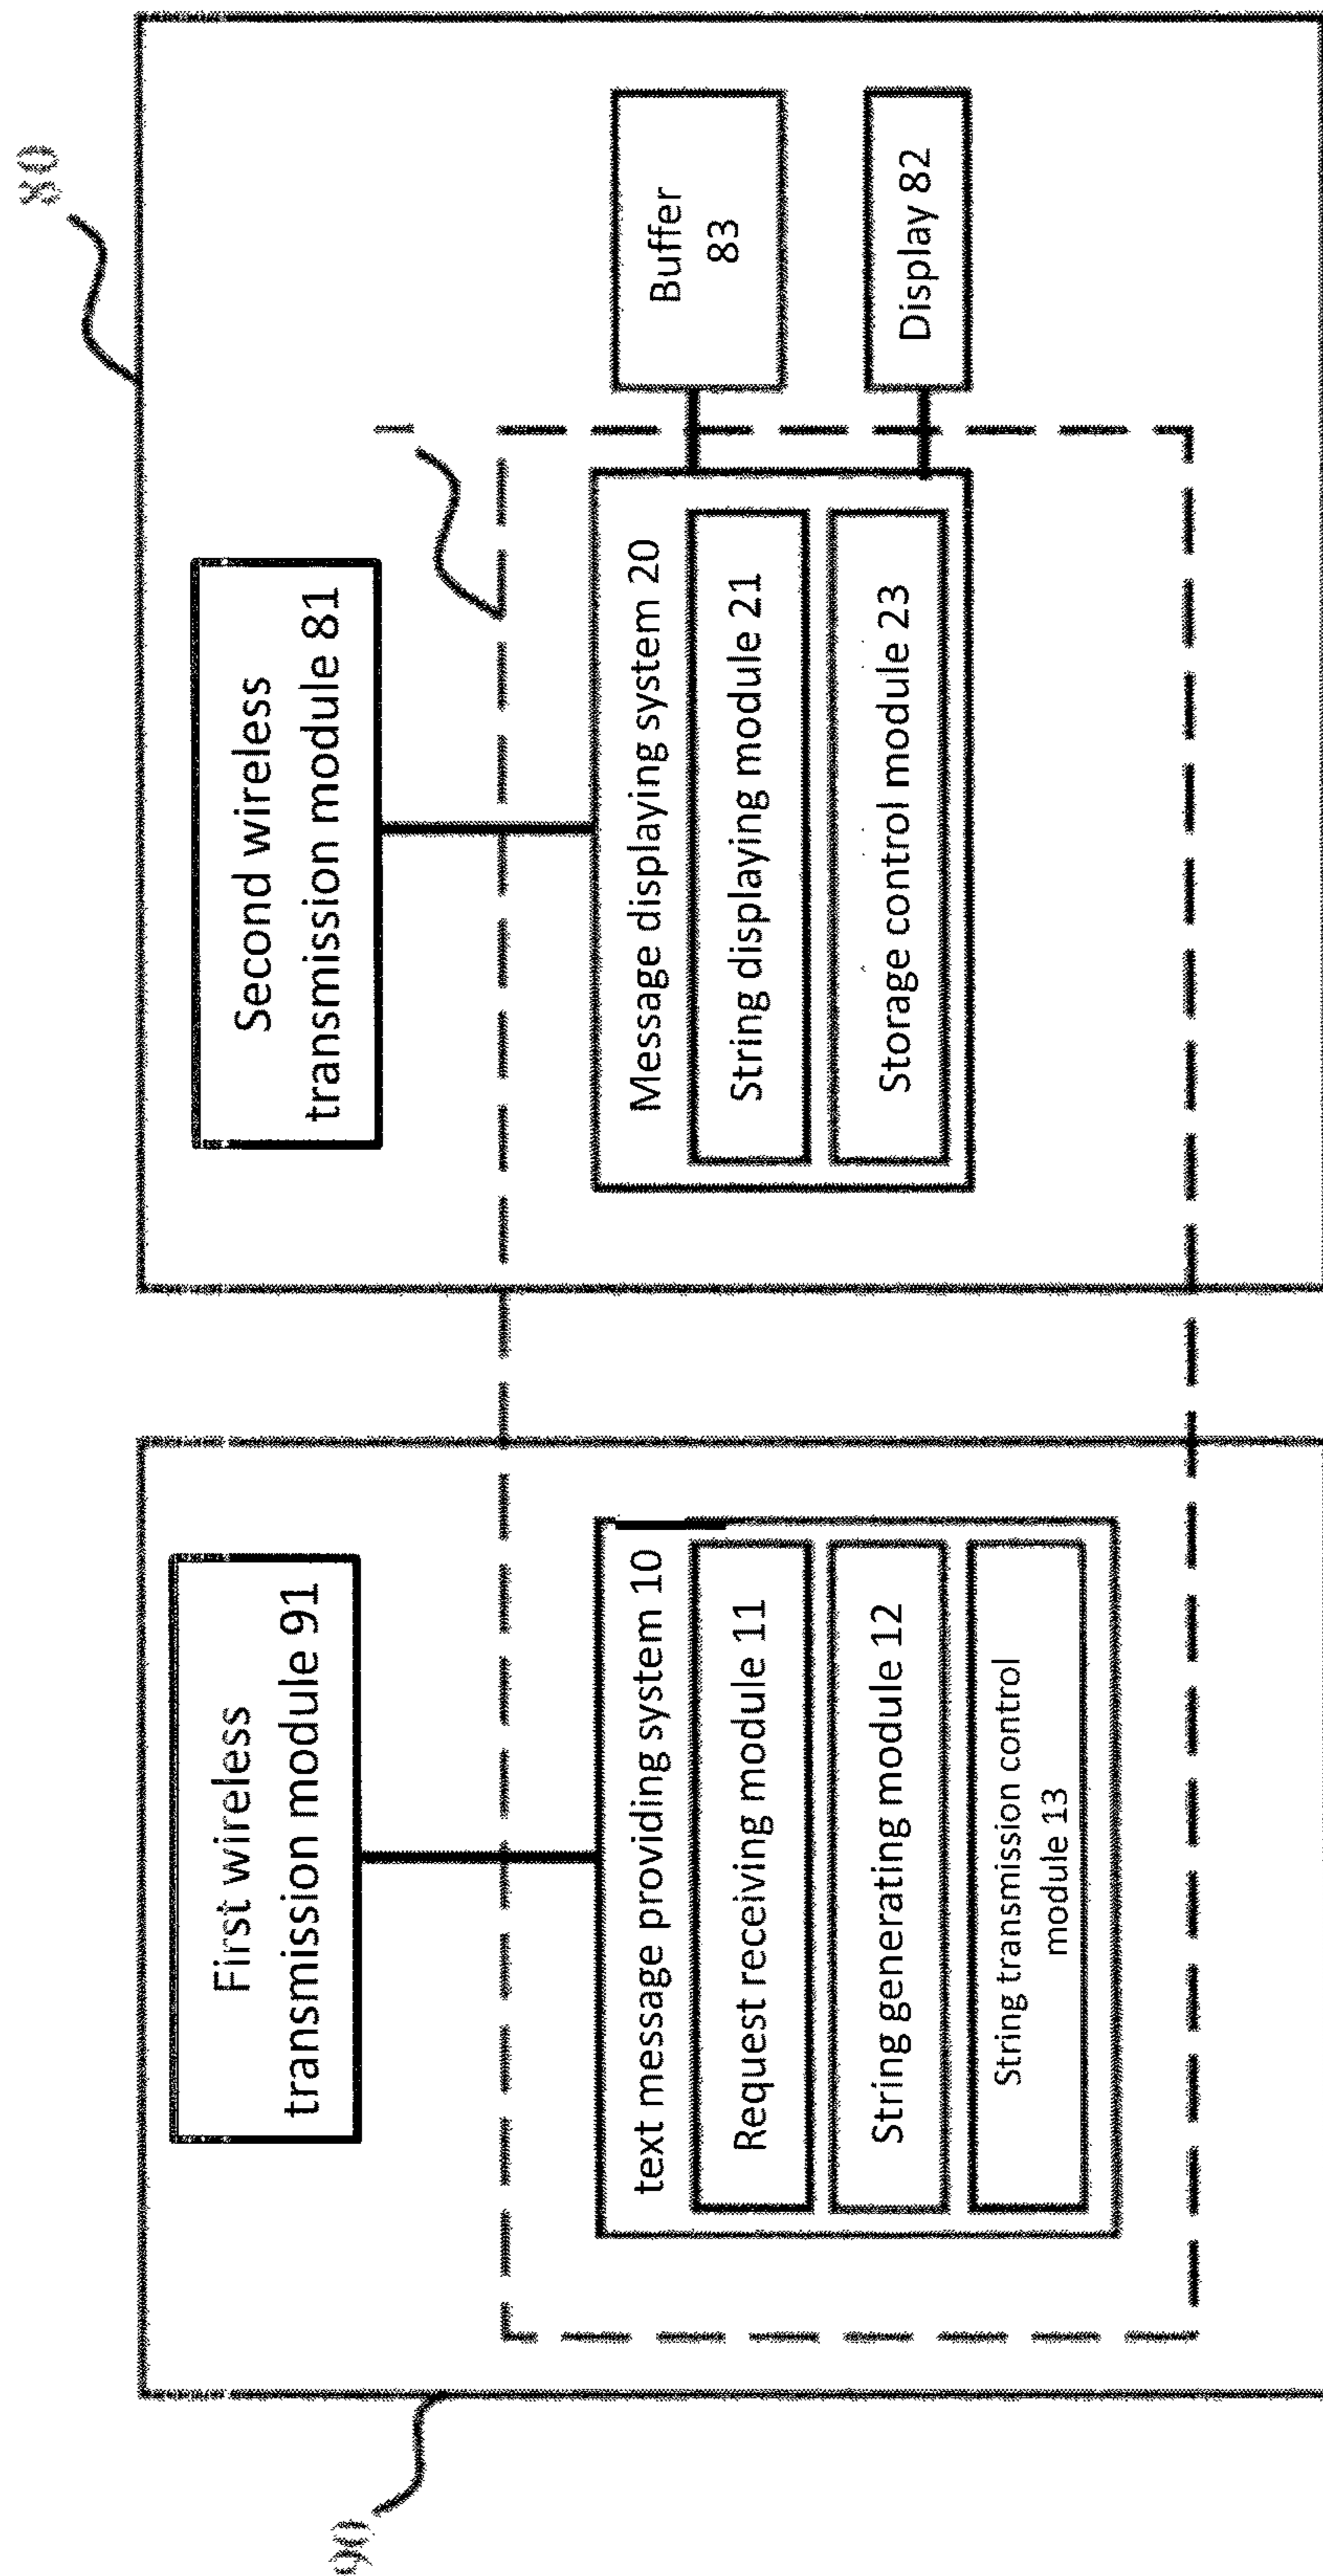 80
90
1
First wireless
transmission module 91
text message providing system 10
Request receiving module 11
String generating module 12
String transmission control
module 13
Second wireless
transmission module 81
Message displaying system 20
String displaying module 21
Storage control module 23
Buffer
83
Display 82